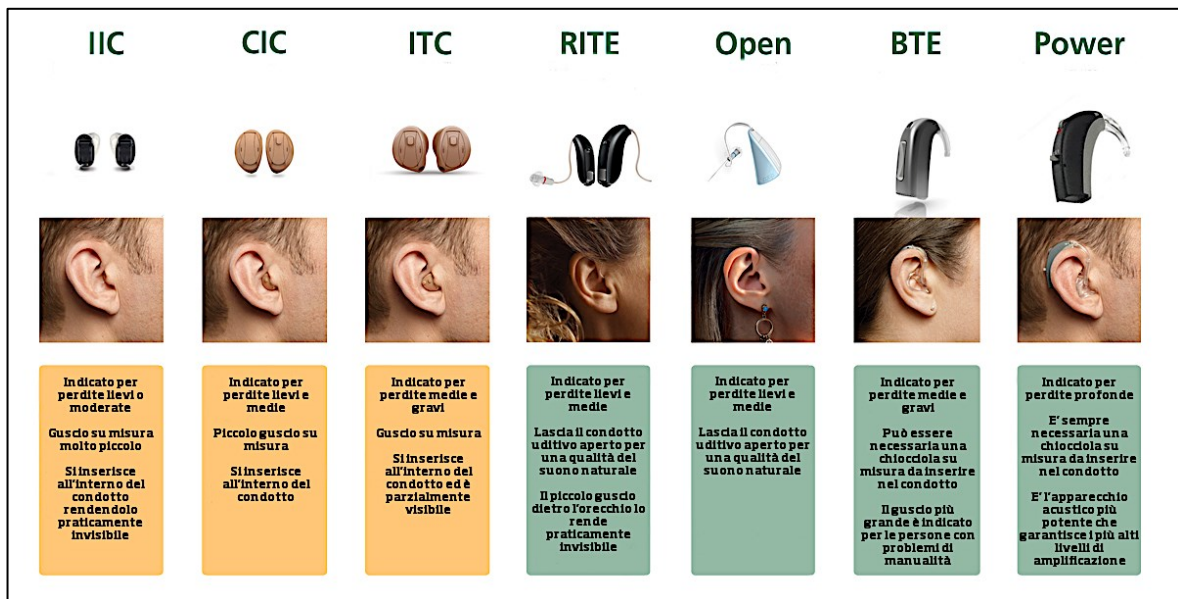 IIC
CIC
ITC
RITE
Open
BTE
Power
Indicato per
perdite lievi o
moderate
Guscio su misura
molto piccolo
Si inserisce
all'interno del
condotto
rendendolo
praticamente
invisibile
Indicato per
perdite lievi e
medie
Piccolo guscio su
misura
Si inserisce
all'interno del
condotto
Indicato per
perdite medie e
gravi
Guscio su misura
Si inserisce
all'interno del
condotto ed è
parzialmente
visibile
Indicato per
perdite lievi e
medie
Lascia il condotto
uditivo aperto per
una qualità del
suono naturale
Il piccolo guscio
dietro l'orecchio lo
rende
praticamente
invisibile
Indicato per
perdite lievi e
medie
Lascia il condotto
uditivo aperto per
una qualità del
suono naturale
Indicato per
perdite medie e
gravi
Può essere
necessaria una
chiocciola su
misura da inserire
nel condotto
Il guscio più
grande è indicato
per le persone con
problemi di
manualità
Indicato per
perdite profonde
E' sempre
necessaria una
chiocciola su
misura da inserire
nel condotto
E' l'apparecchio
acustico più
potente che
garantisce i più alti
livelli di
amplificazione